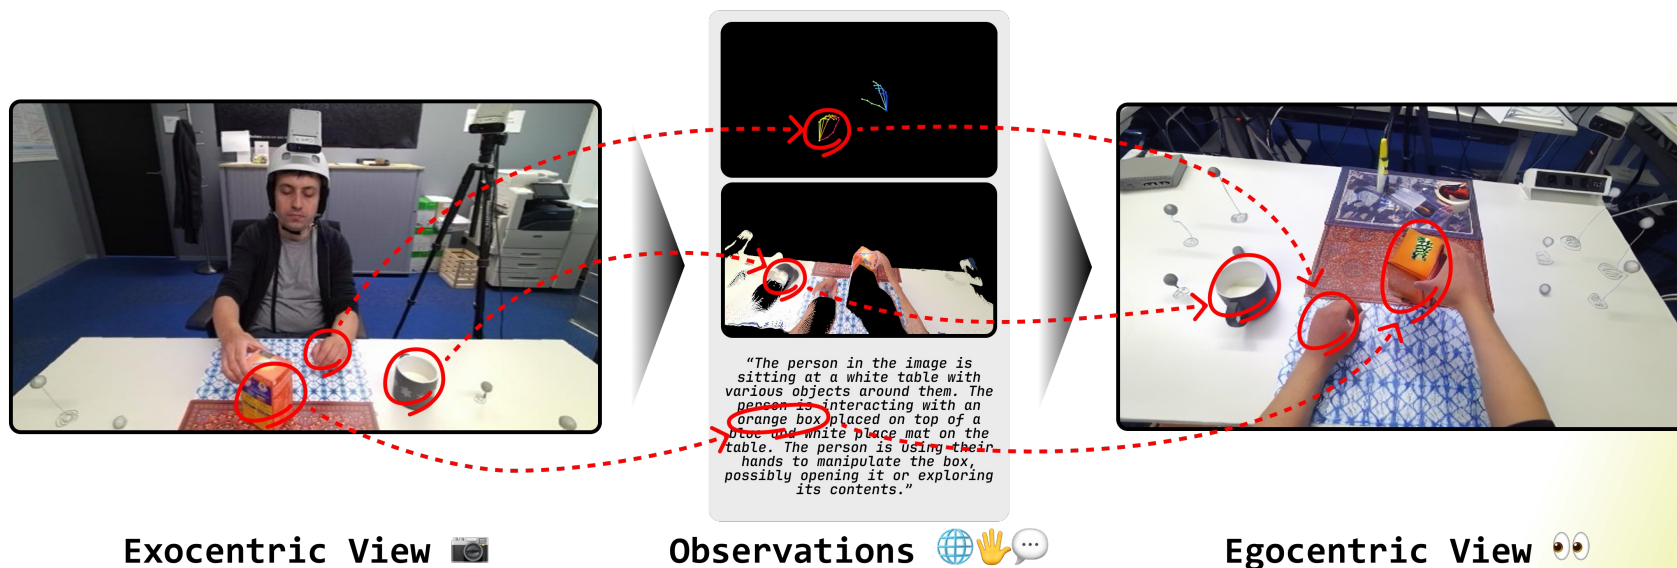 “The person in the image is
sitting at a white table with
various objects around them. The
person is interacting with an
orange box placed on top of a
blue and white place mat on the
table. The person is using their
hands to manipulate the box,
possibly opening it or exploring
its contents.”
Exocentric View
Observations
Egocentric View